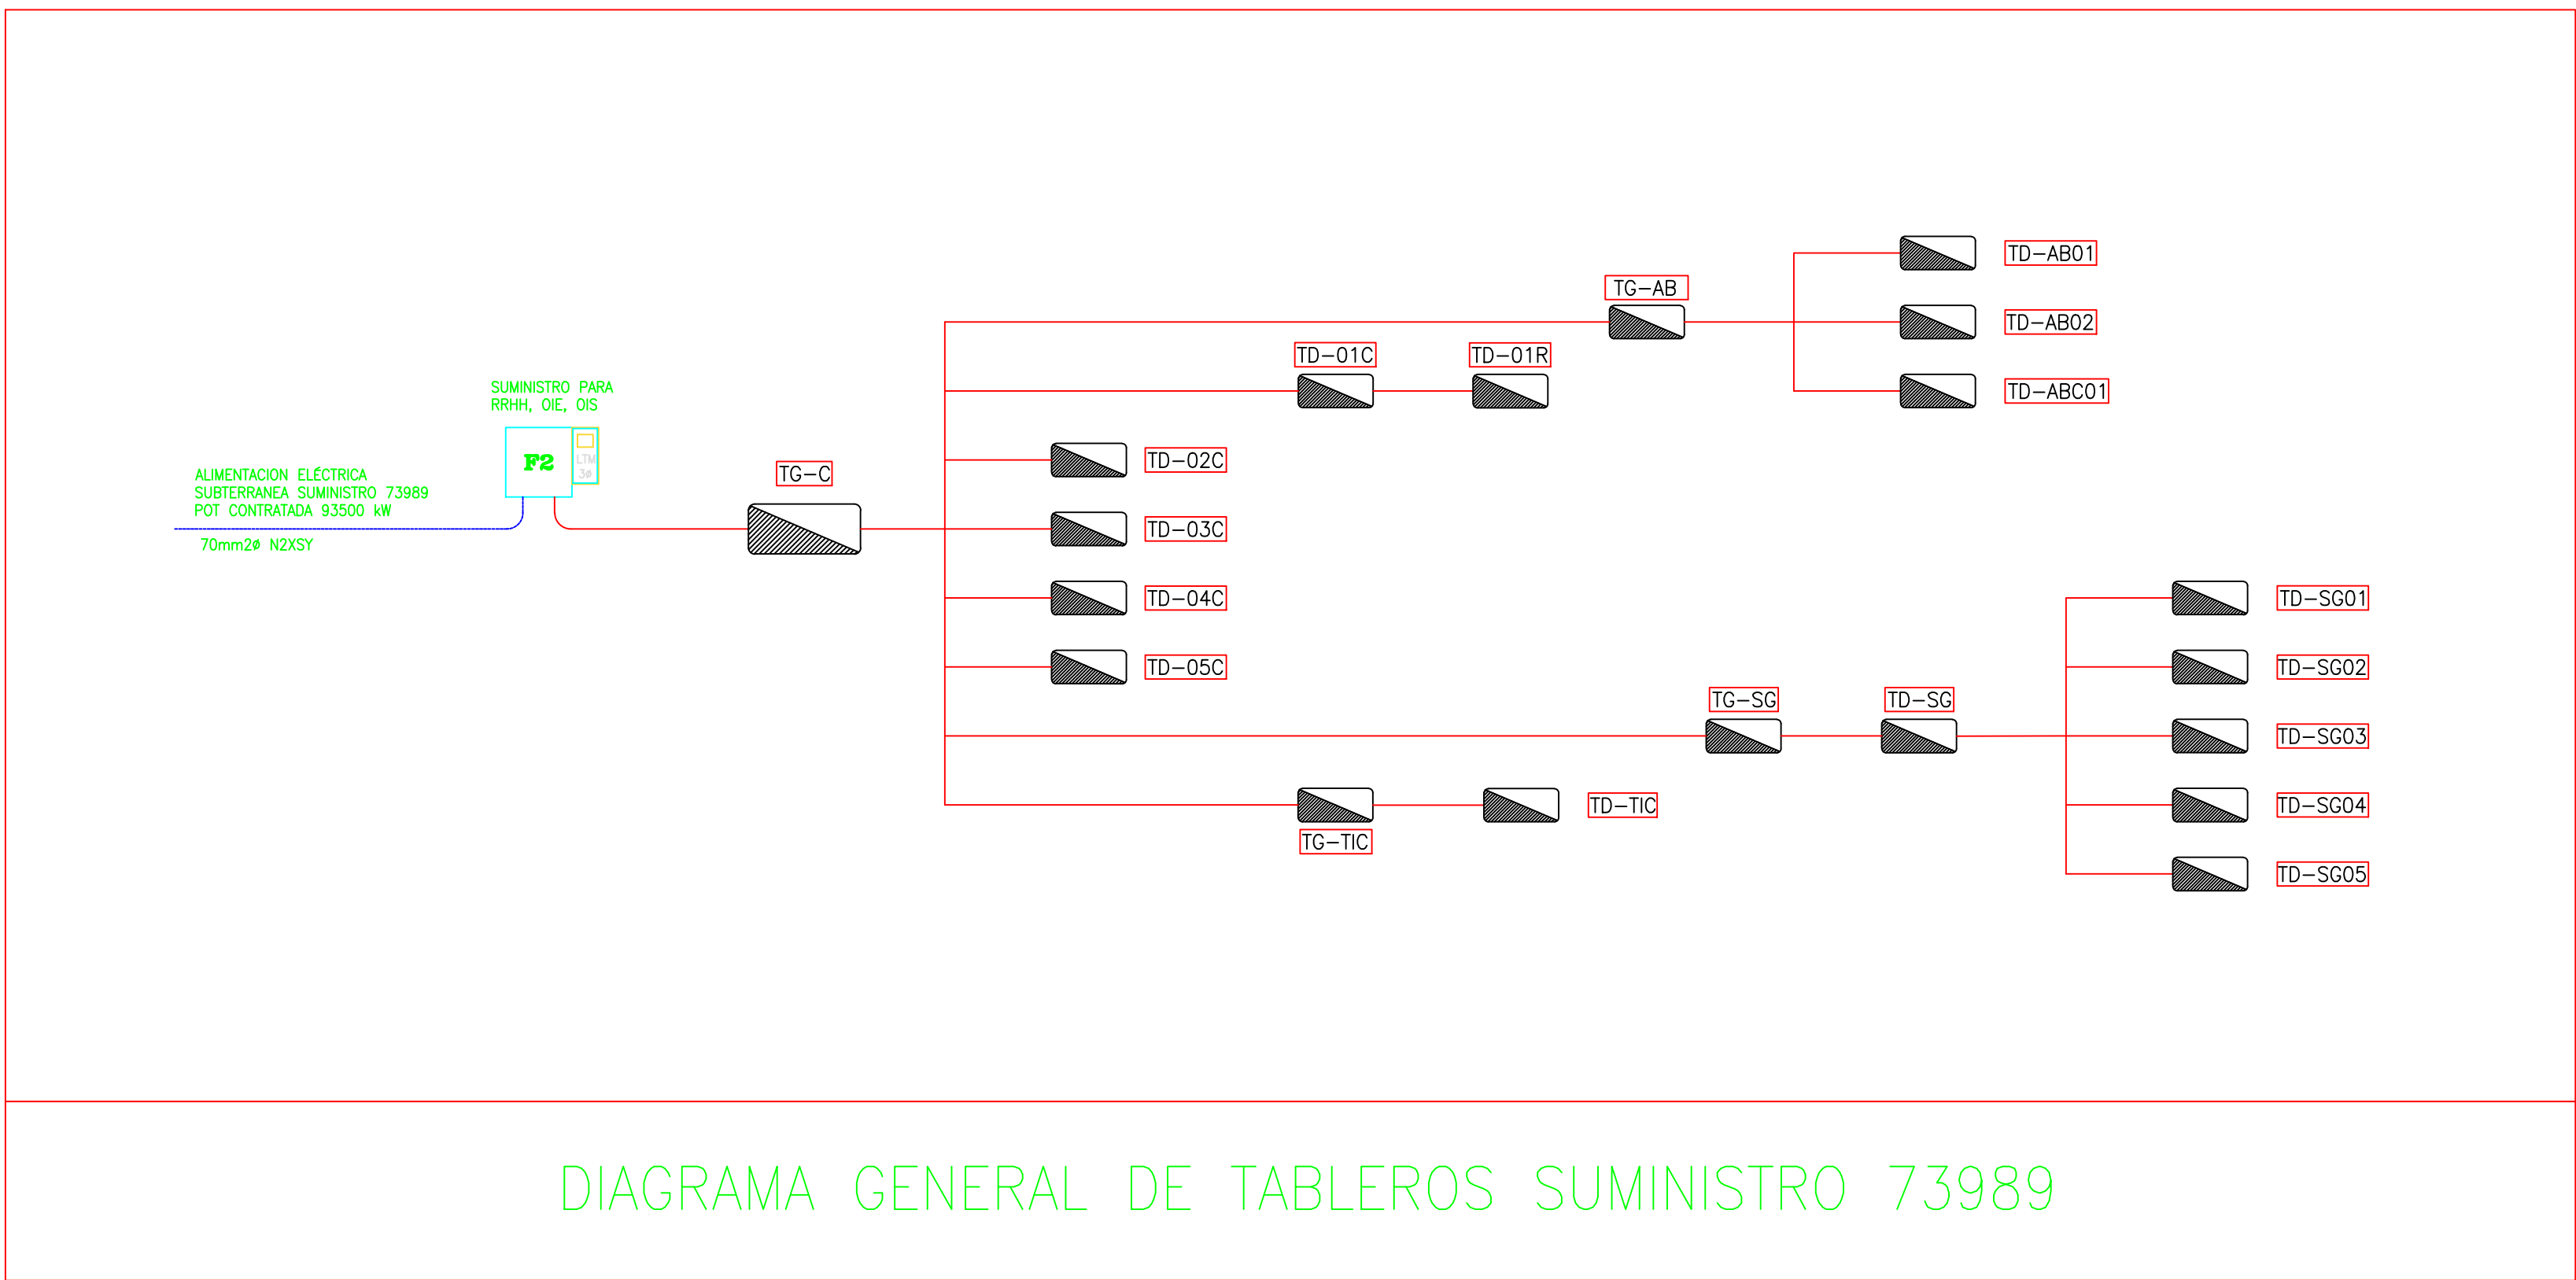 SUMINISTRO PARA
RRHH, OIE, OIS
F2
LTM
3ø
ALIMENTACION ELÉCTRICA
SUBTERRANEA SUMINISTRO 73989
POT CONTRATADA 93500 kW
70mm2ø N2XSY
TG-C
TG-AB
TD-AB01
TD-AB02
TD-ABC01
TD-01C
TD-01R
TD-02C
TD-03C
TD-04C
TD-05C
TG-SG
TD-SG
TD-SG01
TD-SG02
TD-SG03
TD-SG04
TD-SG05
TG-TIC
TD-TIC
DIAGRAMA GENERAL DE TABLEROS SUMINISTRO 73989